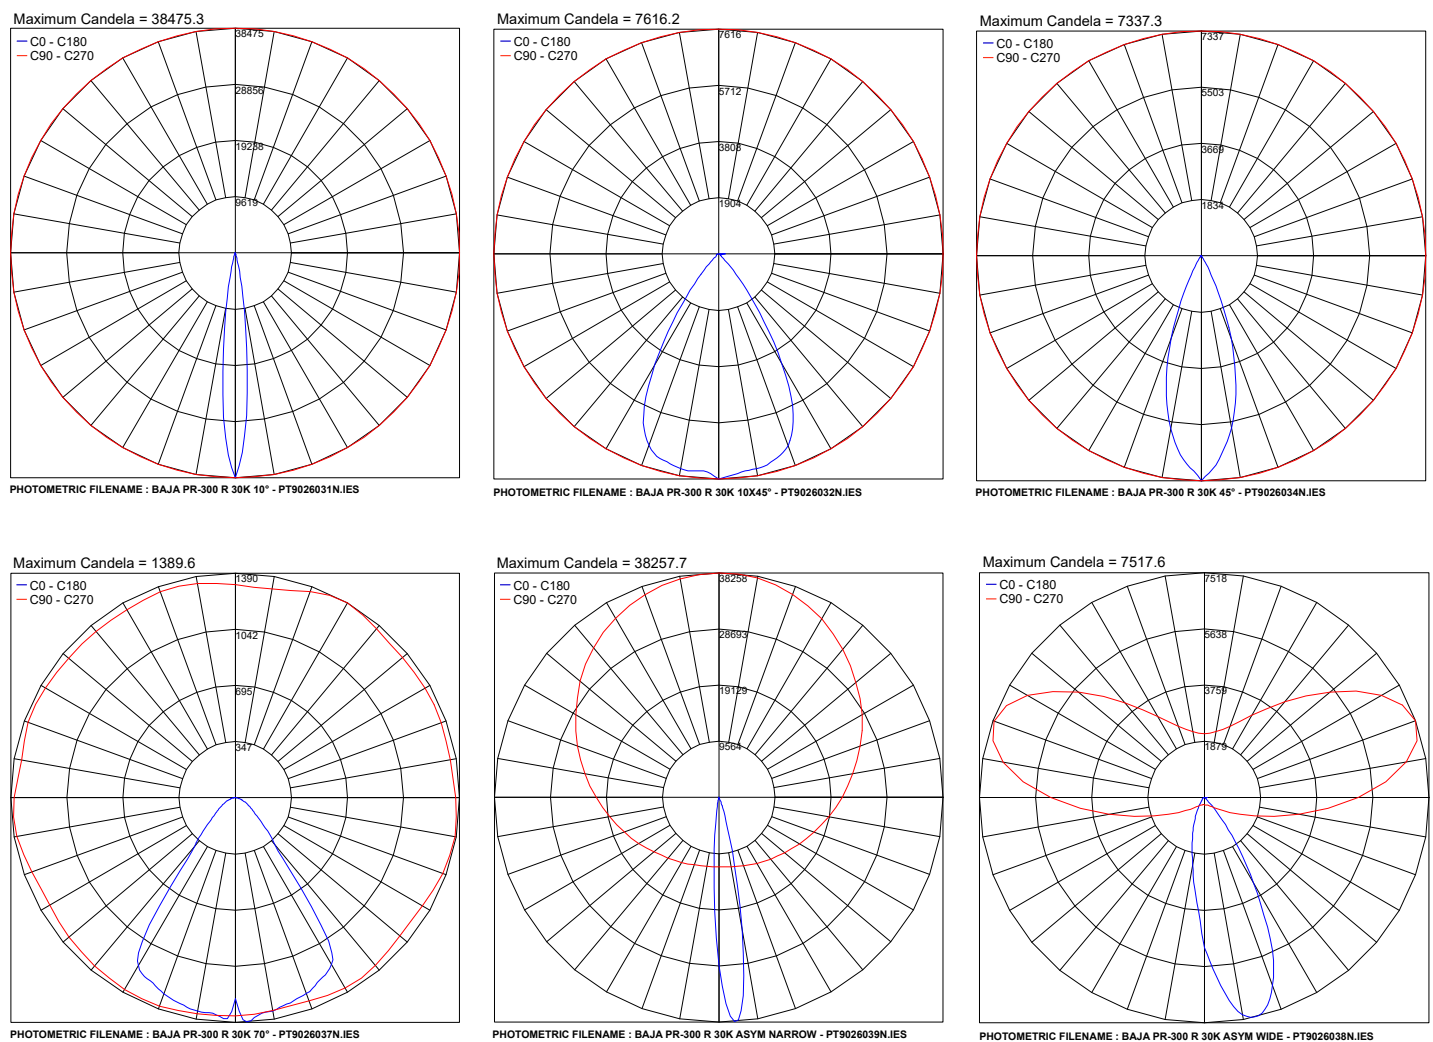 Maximum Candela = 38475.3
C0 - C180
C90 - C270
38475
28856
19238
9619
PHOTOMETRIC FILENAME : BAJA PR-300 R 30K 10° - PT9026031N.IES
Maximum Candela = 7616.2
C0 - C180
C90 - C270
7616
5712
3808
1904
PHOTOMETRIC FILENAME : BAJA PR-300 R 30K 10X45° - PT9026032N.IES
Maximum Candela = 7337.3
C0 - C180
C90 - C270
7337
5503
3669
1834
PHOTOMETRIC FILENAME : BAJA PR-300 R 30K 45° - PT9026034N.IES
Maximum Candela = 1389.6
C0 - C180
C90 - C270
1390
1042
695
347
PHOTOMETRIC FILENAME : BAJA PR-300 R 30K 70° - PT9026037N.IES
Maximum Candela = 38257.7
C0 - C180
C90 - C270
38258
28693
19129
9564
PHOTOMETRIC FILENAME : BAJA PR-300 R 30K ASYM NARROW - PT9026039N.IES
Maximum Candela = 7517.6
C0 - C180
C90 - C270
7518
5638
3759
1879
PHOTOMETRIC FILENAME : BAJA PR-300 R 30K ASYM WIDE - PT9026038N.IES